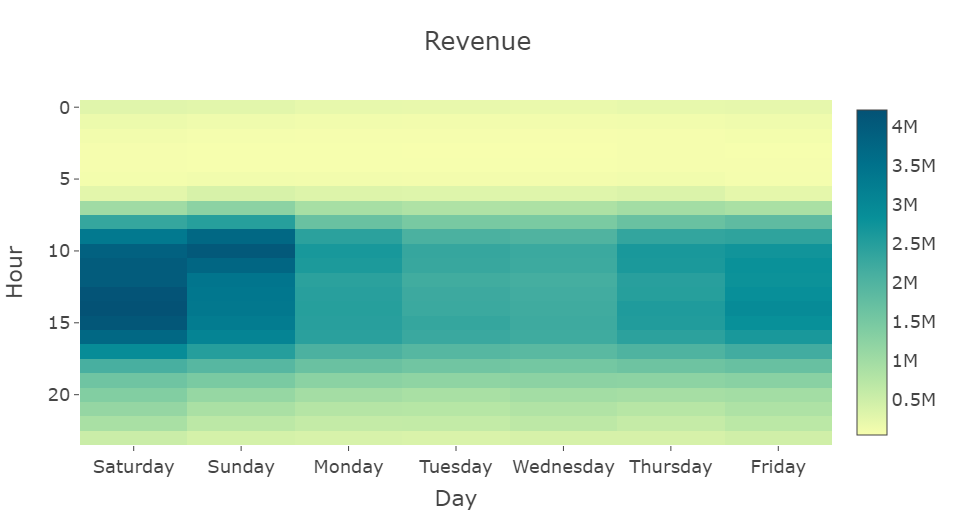 Revenue
Hour
0
5
10
15
20
4M
3.5M
3M
2.5M
2M
1.5M
1M
0.5M
Saturday Sunday Monday Tuesday Wednesday Thursday Friday
Day